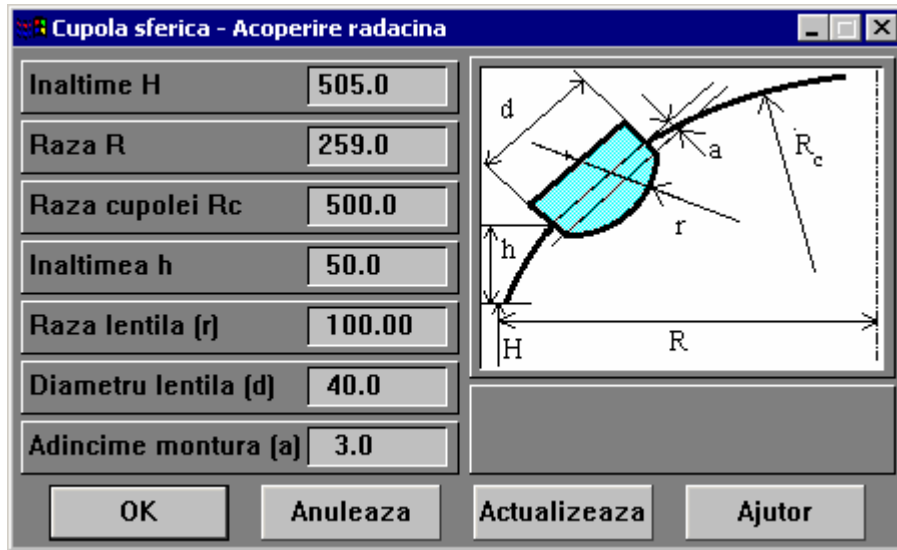 Cupola sferica - Acoperire radacina
Inaltime H 505.0
Raza R 259.0
Raza cupolei Rc 500.0
Inaltimea h 50.0
Raza lentila (r) 100.00
Diametru lentila (d) 40.0
Adincime montura (a) 3.0
d
a
Rc
r
h
R
H
OK Anuleaza Actualizeaza Ajutor